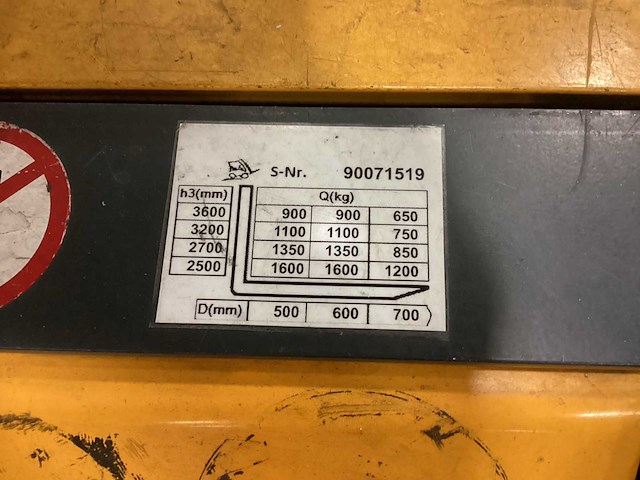 S-Nr. 90071519
h3(mm) Q(kg)
3600 900 900 650
3200 1100 1100 750
2700 1350 1350 850
2500 1600 1600 1200
D(mm) 500 600 700